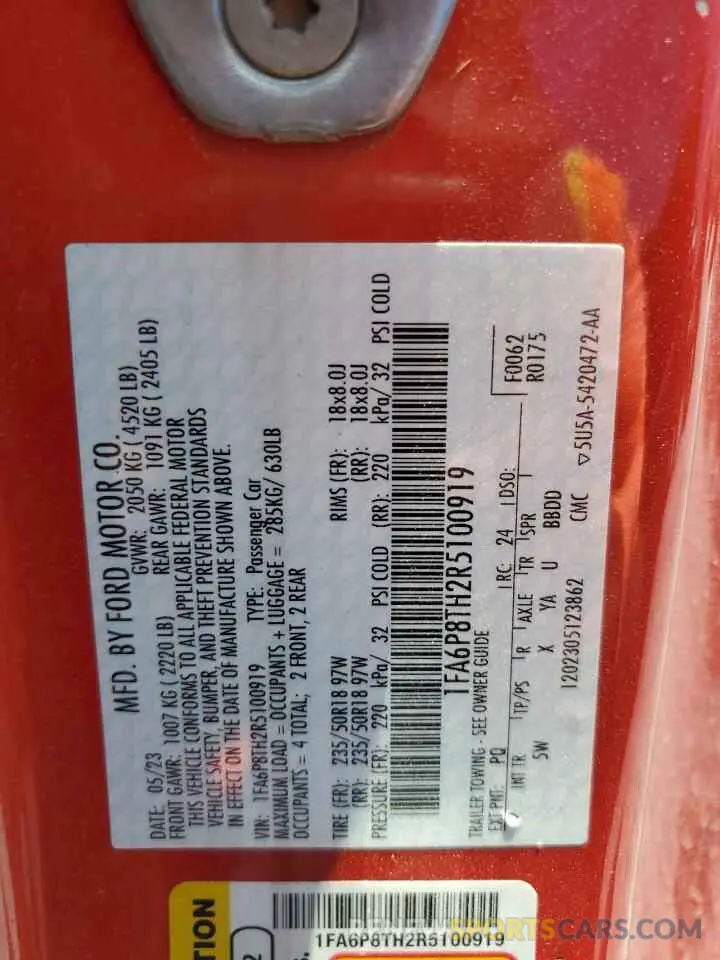 MFD. BY FORD MOTOR CO.
DATE: 05/23 GVWR: 2050 KG ( 4520 LB)
FRONT GAWR: 1007 KG ( 2220 LB) REAR GAWR: 1091 KG ( 2405 LB)
THIS VEHICLE CONFORMS TO ALL APPLICABLE FEDERAL MOTOR
VEHICLE SAFETY, BUMPER, AND THEFT PREVENTION STANDARDS
IN EFFECT ON THE DATE OF MANUFACTURE SHOWN ABOVE.
VIN: 1FA6P8TH2R5100919 TYPE: Passenger Car
MAXIMUM LOAD = OCCUPANTS + LUGGAGE = 285KG/ 630LB
OCCUPANTS = 4 TOTAL; 2 FRONT, 2 REAR
TIRE (FR): 235/50R18 97W RIMS (FR): 18x8.0J
(RR): 235/50R18 97W (RR): 18x8.0J
PRESSURE (FR): 220 kPa/ 32 PSI COLD (RR): 220 kPa/ 32 PSI COLD
1FA6P8TH2R5100919
TRAILER TOWING - SEE OWNER GUIDE
EXT PNT: PQ RC: 24 DSO: F0062
R0175
INT TR TP/PS R AXLE TR SPR
5W X YA U BBDD
1202305123862 CMC ▽5U5A-5420472-AA
1FA6P8TH2R5100919
RENEWSPORTSCARS.COM